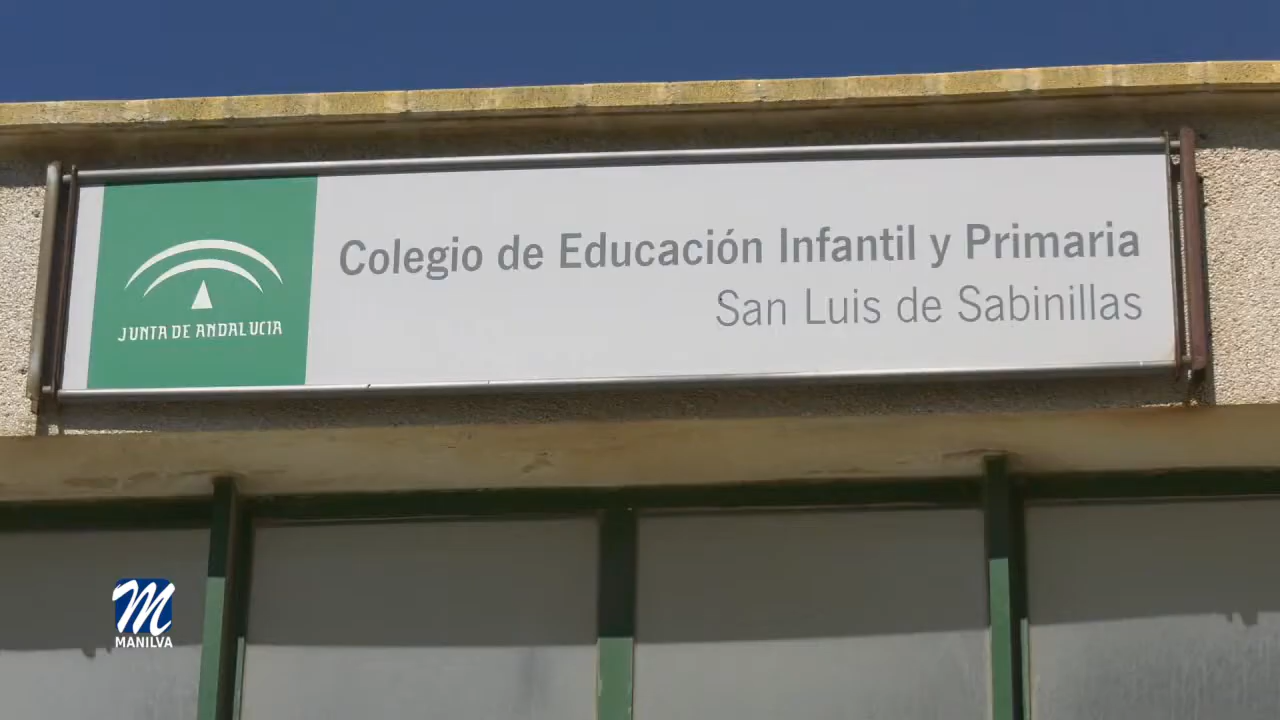 Colegio de Educación Infantil y Primaria
San Luis de Sabinillas
JUNTA DE ANDALUCIA
M
MANILVA